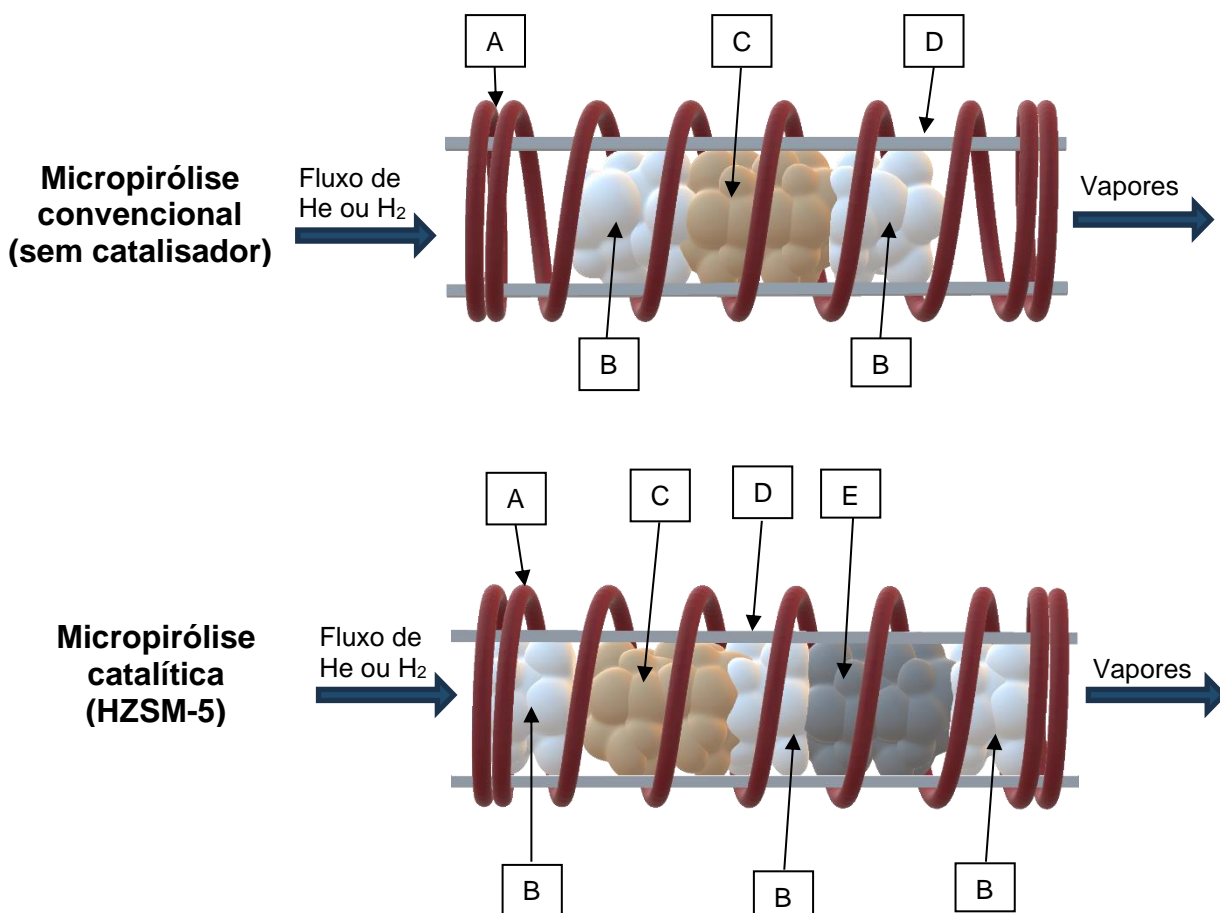 A
C
D
Micropirólise
convencional
(sem catalisador)
Fluxo de
He ou H₂
Vapores
B
B
A
C
D
E
Micropirólise
catalítica
(HZSM-5)
Fluxo de
He ou H₂
Vapores
B
B
B